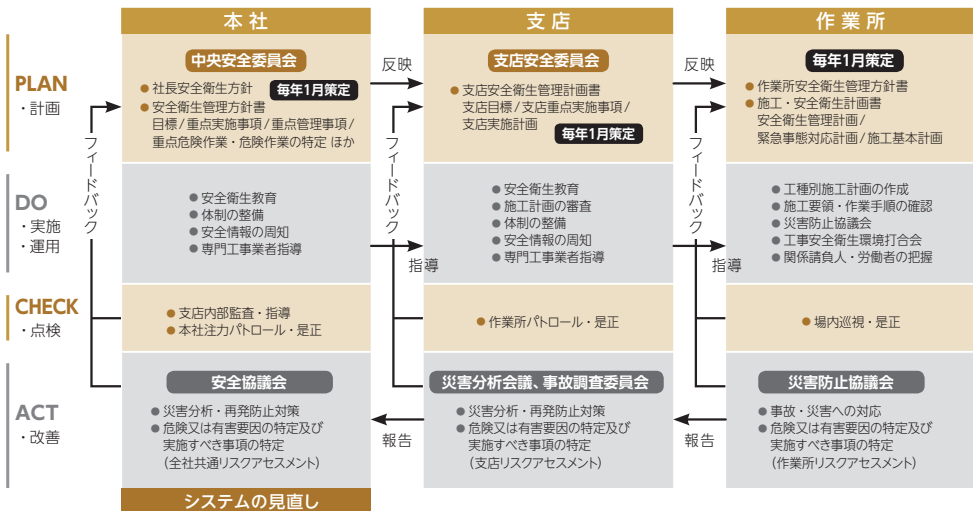 本社
支店
作業所
PLAN
・計画
中央安全委員会
● 社長安全衛生方針
毎年1月策定
● 安全衛生管理方針書
目標/重点実施事項/重点管理事項/
重点危険作業・危険作業の特定 ほか
反映
支店安全委員会
● 支店安全衛生管理計画書
支店目標/支店重点実施事項/
支店実施計画
毎年1月策定
反映
毎年1月策定
● 作業所安全衛生管理方針書
● 施工・安全衛生計画書
安全衛生管理計画/
緊急事態対応計画/施工基本計画
フィードバック
フィードバック
フィードバック
DO
・実施
・運用
● 安全衛生教育
● 体制の整備
● 安全情報の周知
● 専門工事業者指導
指導
● 安全衛生教育
● 施工計画の審査
● 体制の整備
● 安全情報の周知
● 専門工事業者指導
指導
● 工種別施工計画の作成
● 施工要領・作業手順の確認
● 災害防止協議会
● 工事安全衛生環境打合会
● 関係請負人・労働者の把握
CHECK
・点検
● 支店内部監査・指導
● 本社注力パトロール・是正
● 作業所パトロール・是正
● 場内巡視・是正
ACT
・改善
安全協議会
● 災害分析・再発防止対策
● 危険又は有害要因の特定及び
実施すべき事項の特定
(全社共通リスクアセスメント)
報告
災害分析会議、事故調査委員会
● 災害分析・再発防止対策
● 危険又は有害要因の特定及び
実施すべき事項の特定
(支店リスクアセスメント)
報告
災害防止協議会
● 事故・災害への対応
● 危険又は有害要因の特定及び
実施すべき事項の特定
(作業所リスクアセスメント)
システムの見直し